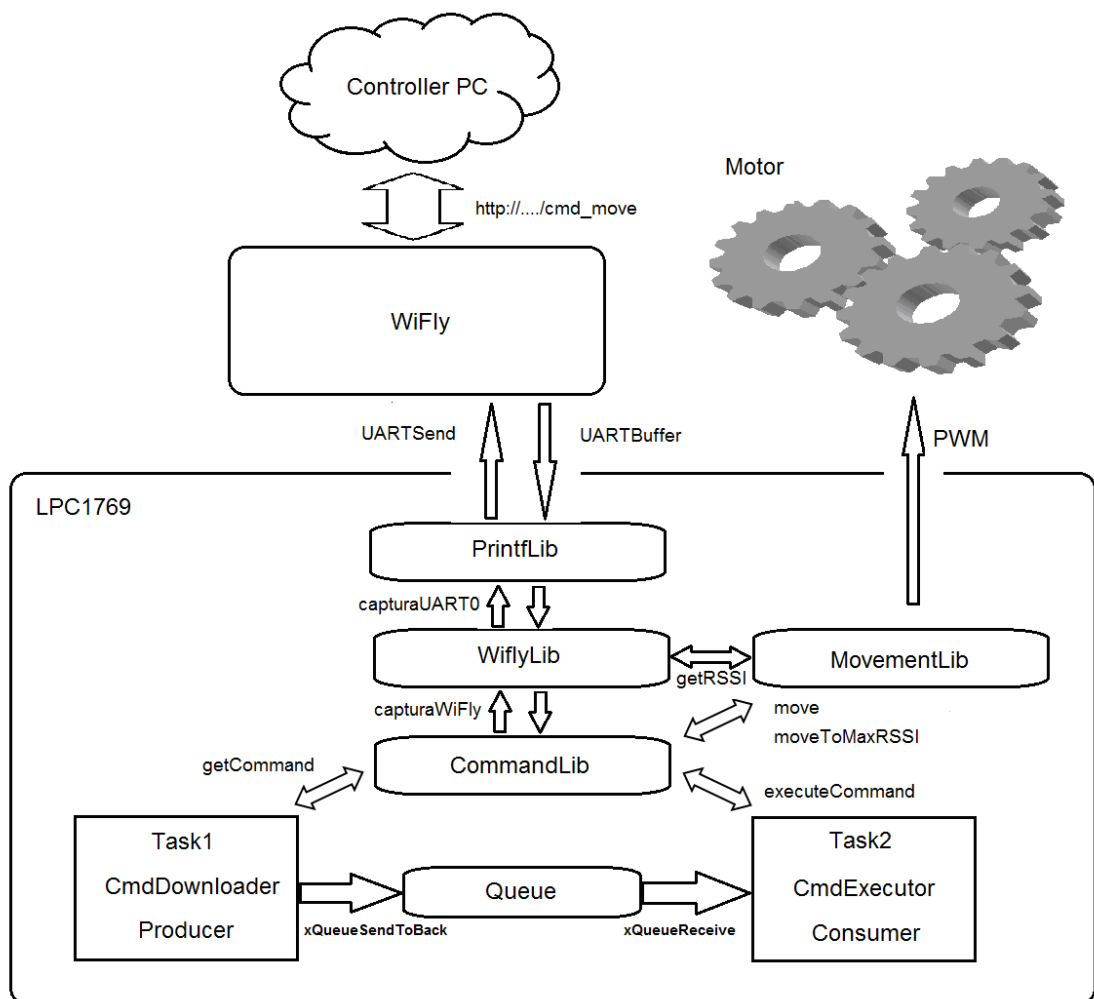 Controller PC
Motor
http://..../cmd_move
WiFly
UARTSend
UARTBuffer
PWM
LPC1769
PrintfLib
capturaUART0
WiflyLib
getRSSI
MovementLib
capturaWiFly
move
moveToMaxRSSI
getCommand
CommandLib
executeCommand
Task1
CmdDownloader
Producer
xQueueSendToBack
Queue
xQueueReceive
Task2
CmdExecutor
Consumer